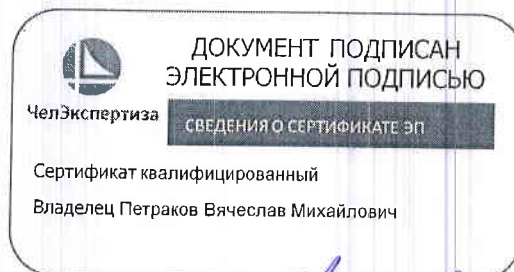 ДОКУМЕНТ ПОДПИСАН
ЭЛЕКТРОННОЙ ПОДПИСЬЮ
ЧелЭкспертиза
СВЕДЕНИЯ О СЕРТИФИКАТЕ ЭП
Сертификат квалифицированный
Владелец Петраков Вячеслав Михайлович